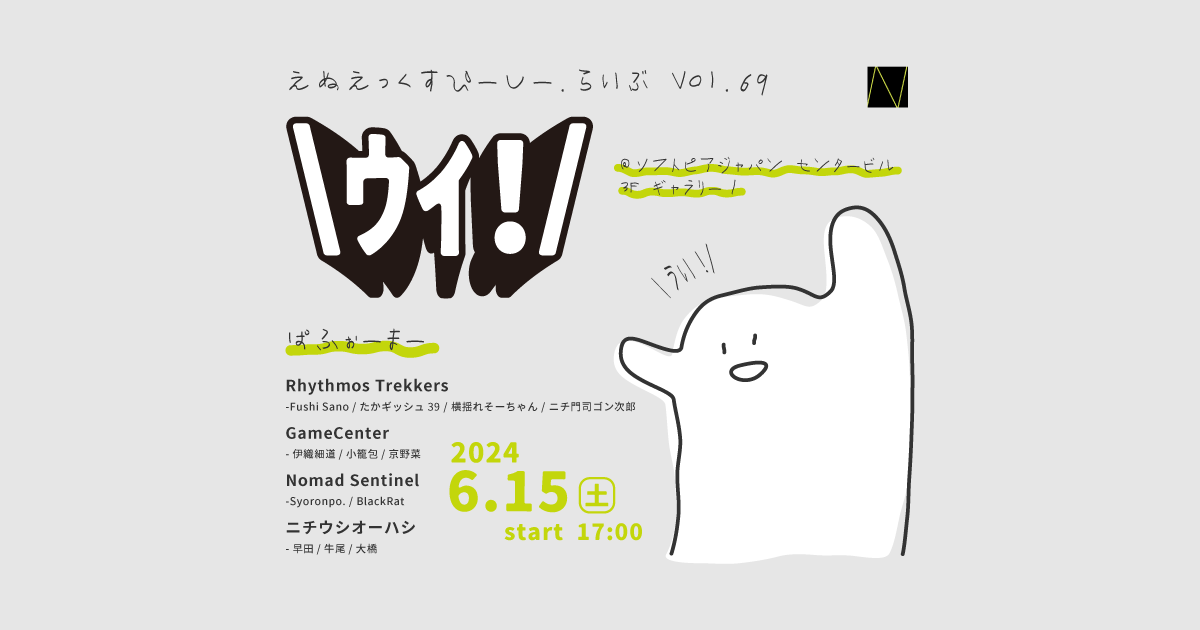 えぬえっくすぴーしー.らいぶ Vol.69
\ウイ!/
@ソフトピアジャパン センタービル
3F ギャラリー1
\うい!/
ぱふぉーまー
Rhythmos Trekkers
-Fushi Sano / たかギッシュ 39 / 横揺れそーちゃん / ニチ門司ゴン次郎
GameCenter
- 伊織細道 / 小籠包 / 京野菜
Nomad Sentinel
-Syoronpo. / BlackRat
ニチウシオーハシ
- 早田 / 牛尾 / 大橋
2024
6.15 土
start 17:00